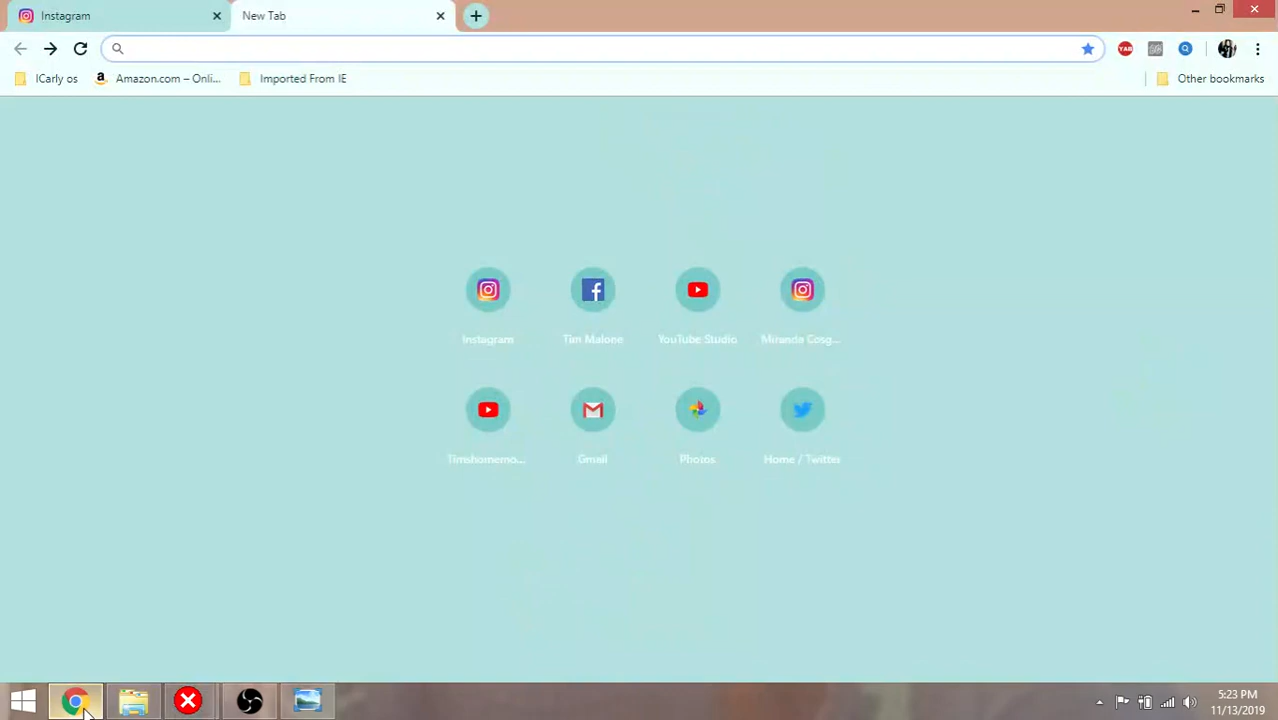 Instagram
New Tab
YAB
ICarly os
Amazon.com – Onli...
Imported From IE
Other bookmarks
Instagram
Tim Malone
YouTube Studio
Miranda Cosg...
Timshomemo...
Gmail
Photos
Home / Twitter
5:23 PM
11/13/2019